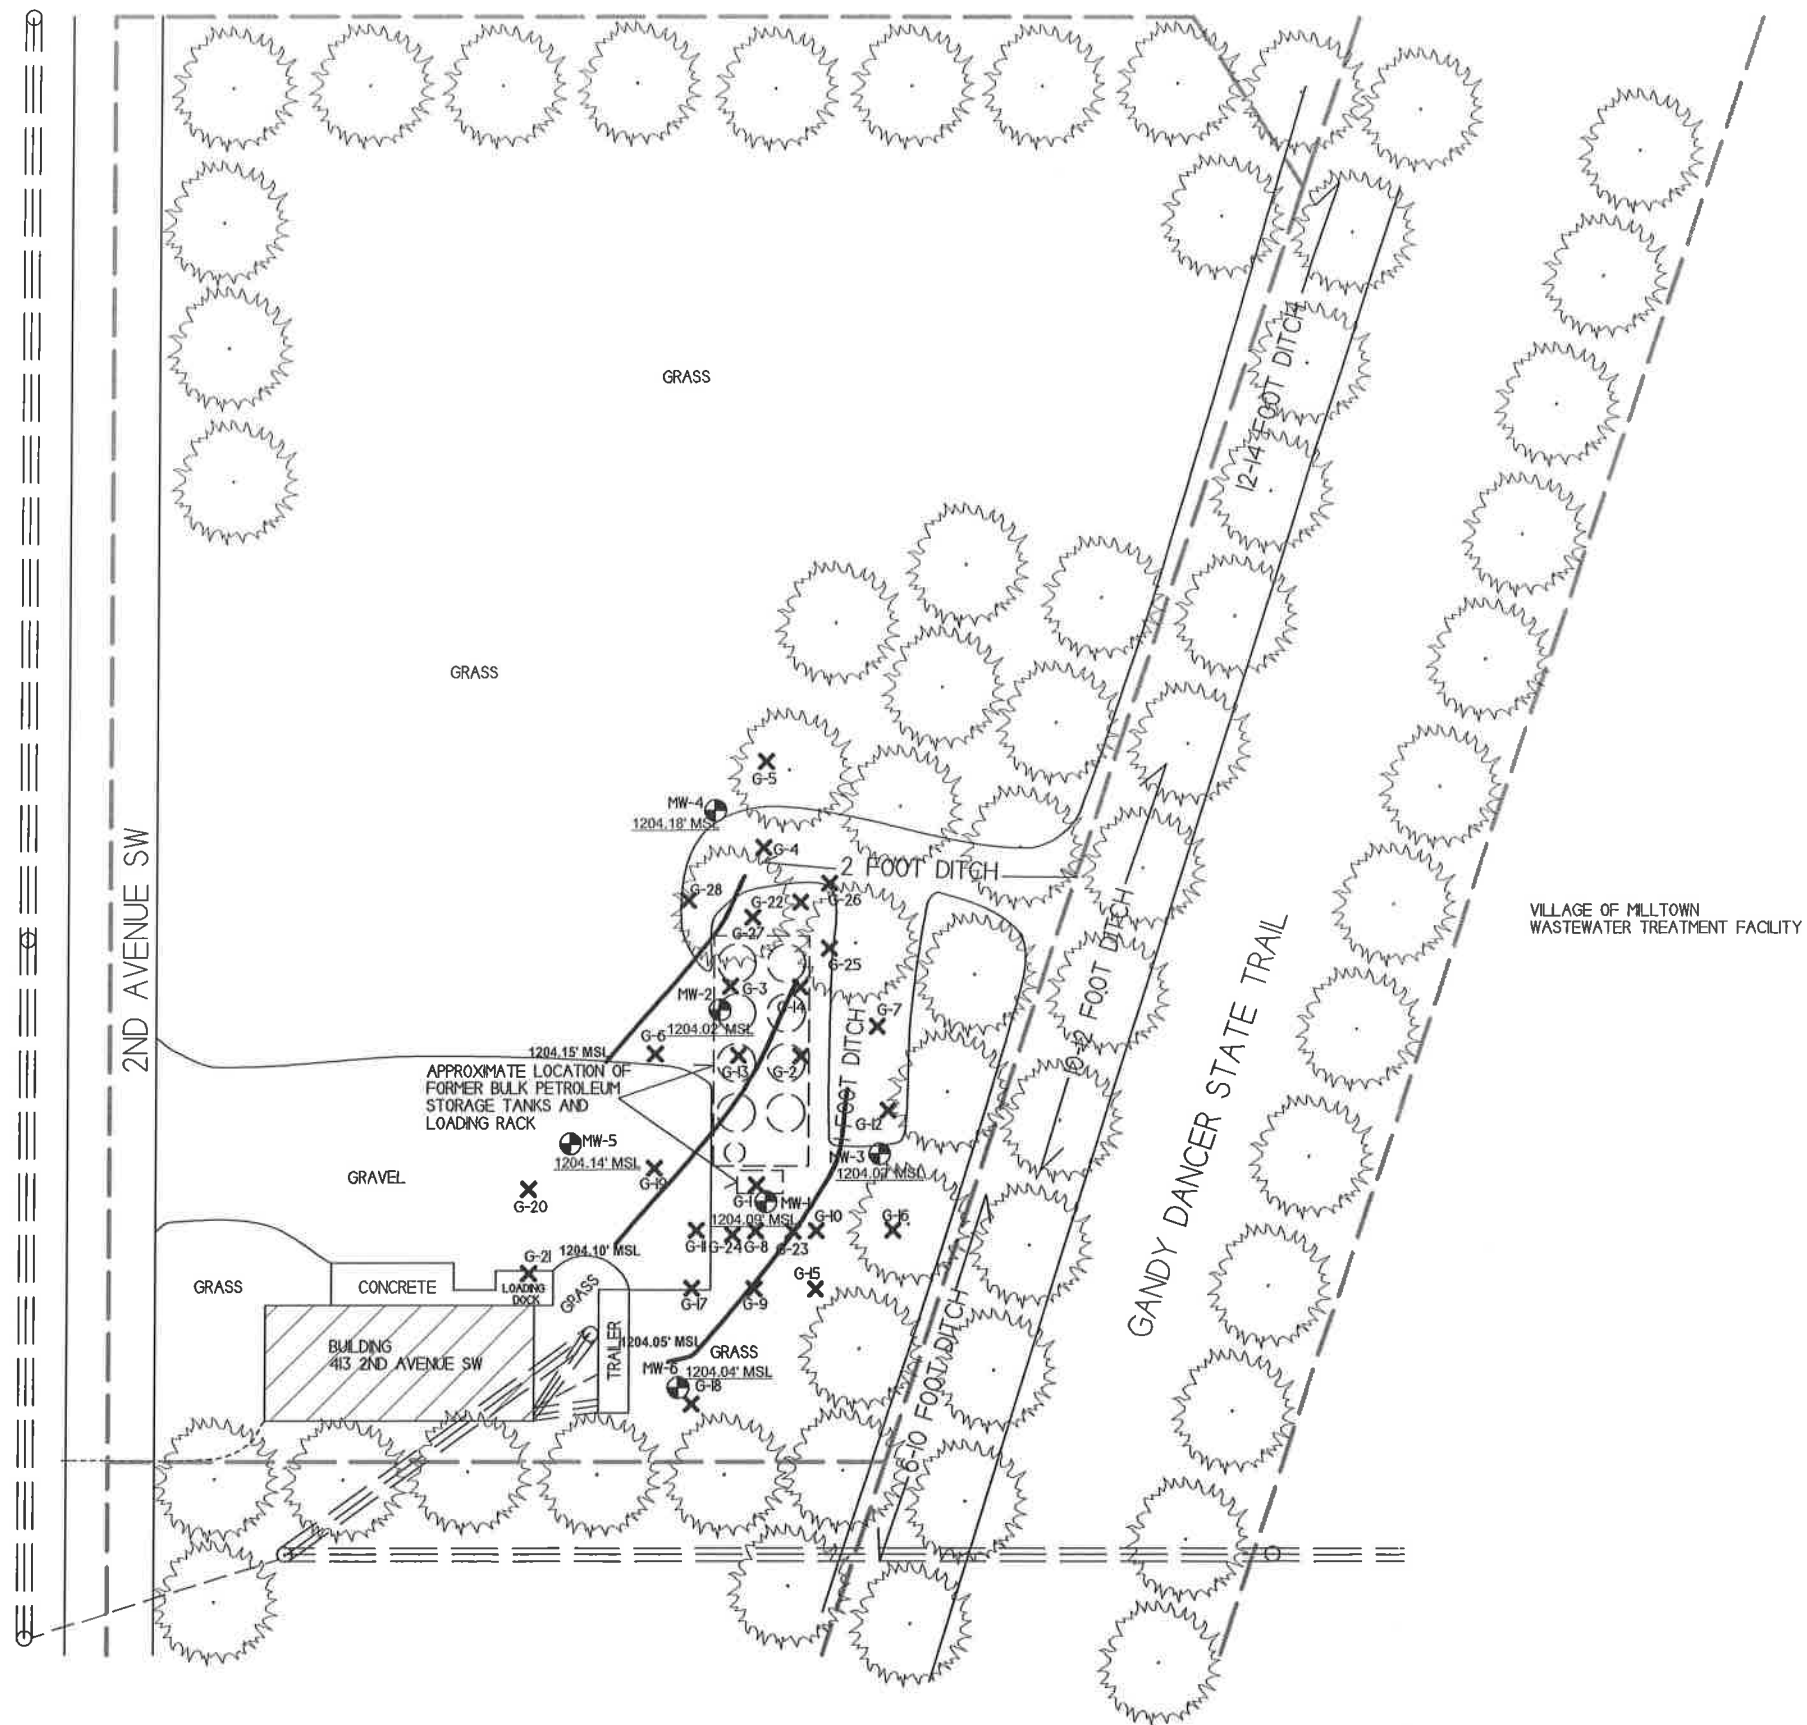 GRASS
12-14 FOOT DITCH
GRASS
G-5
MW-4
1204.18' MSL
G-4
2 FOOT DITCH
2ND AVENUE SW
G-28
G-22
G-26
G-27
G-25
VILLAGE OF MILLTOWN
WASTEWATER TREATMENT FACILITY
10-12 FOOT DITCH
GANDY DANCER STATE TRAIL
MW-2
G-3
G-14
G-7
1204.02' MSL
G-6
1204.15' MSL
G-13
G-2
1 FOOT DITCH
APPROXIMATE LOCATION OF
FORMER BULK PETROLEUM
STORAGE TANKS AND
LOADING RACK
G-12
MW-5
1204.14' MSL
MW-3
GRAVEL
G-19
G-20
G-1
MW-1
1204.09' MSL
G-10
G-16
G-11
G-24
G-8
G-23
G-21
1204.10' MSL
GRASS
CONCRETE
LOADING
DOCK
GRASS
G-17
G-9
G-15
BUILDING
413 2ND AVENUE SW
TRAILER
1204.05' MSL
GRASS
MW-6
1204.04' MSL
G-18
6-10 FOOT DITCH